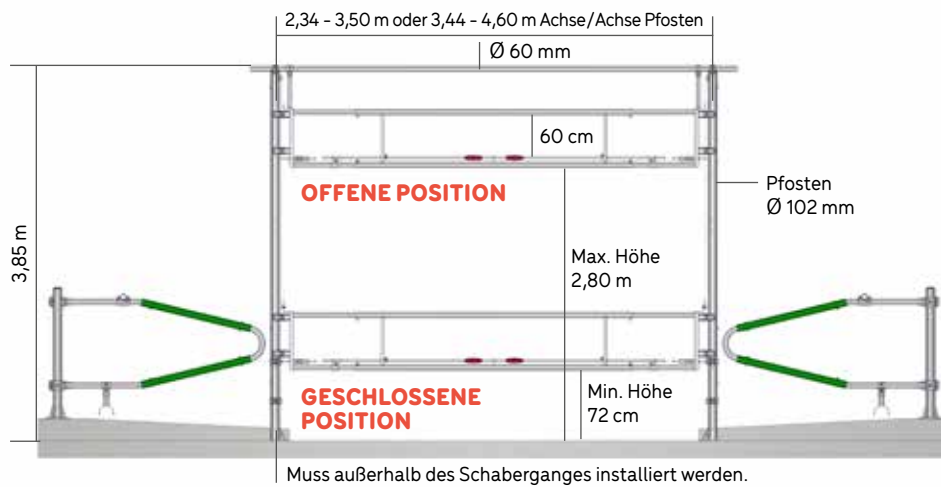 2,34 - 3,50 m oder 3,44 - 4,60 m Achse/Achse Pfosten
Ø 60 mm
60 cm
OFFENE POSITION
Pfosten
Ø 102 mm
3,85 m
Max. Höhe
2,80 m
GESCHLOSSENE
POSITION
Min. Höhe
72 cm
Muss außerhalb des Schaberganges installiert werden.